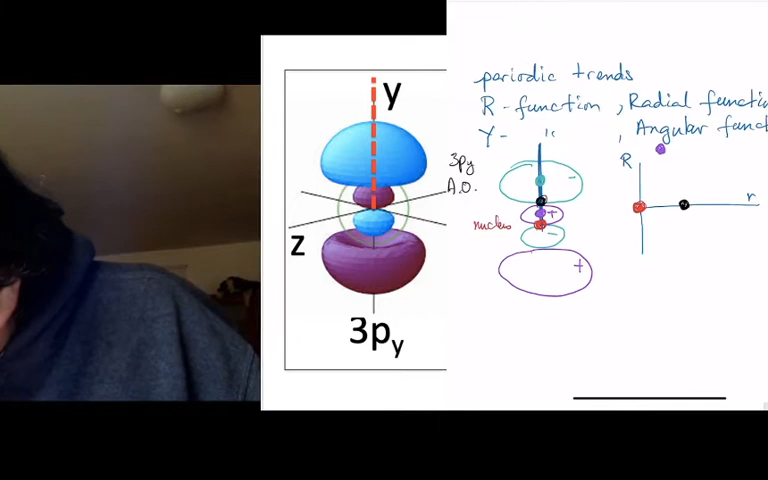 y
z
3py
3py
A.O.
periodic trends
R - function , Radial functio
Y - , Angular funct
R
r
nucleus
-
+
-
+